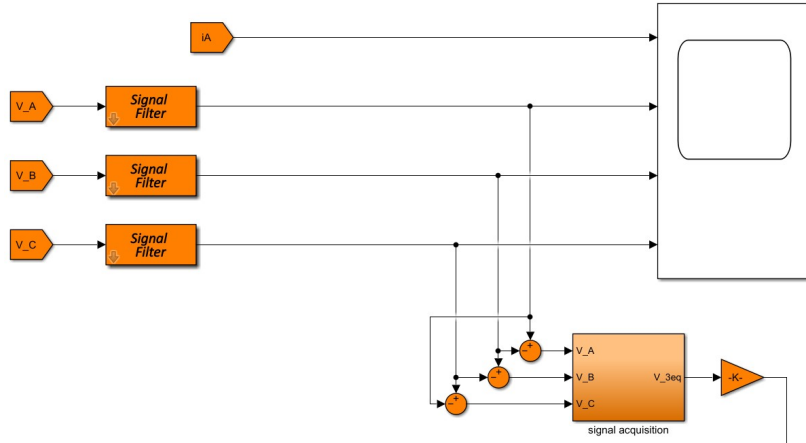 iA
V_A
Signal
Filter
V_B
Signal
Filter
V_C
Signal
Filter
V_A
V_B
V_C
V_3eq
-K-
signal acquisition